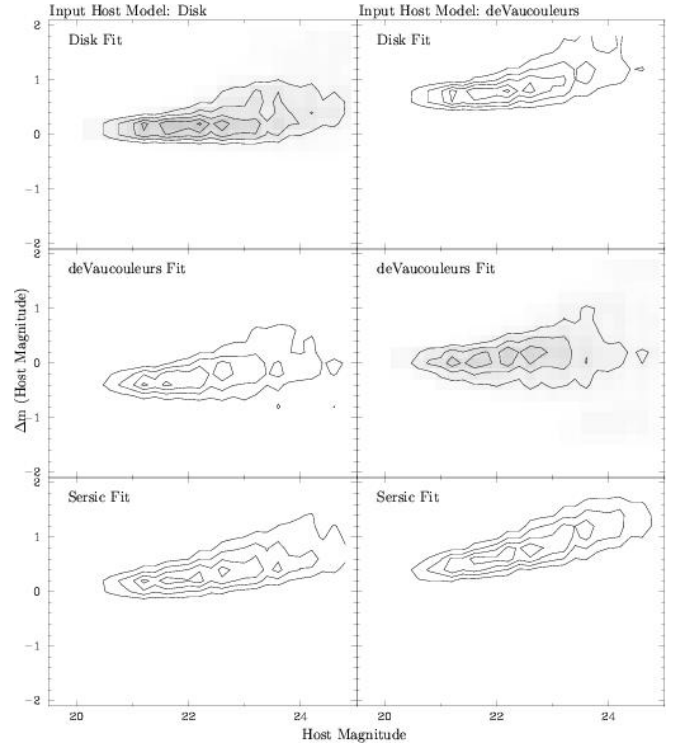 Input Host Model: Disk
Input Host Model: deVaucouleurs
Disk Fit
Disk Fit
2
1
0
−1
−2
deVaucouleurs Fit
deVaucouleurs Fit
1
0
−1
−2
Sersic Fit
Sersic Fit
1
0
−1
−2
Δm (Host Magnitude)
20
22
24
20
22
24
Host Magnitude